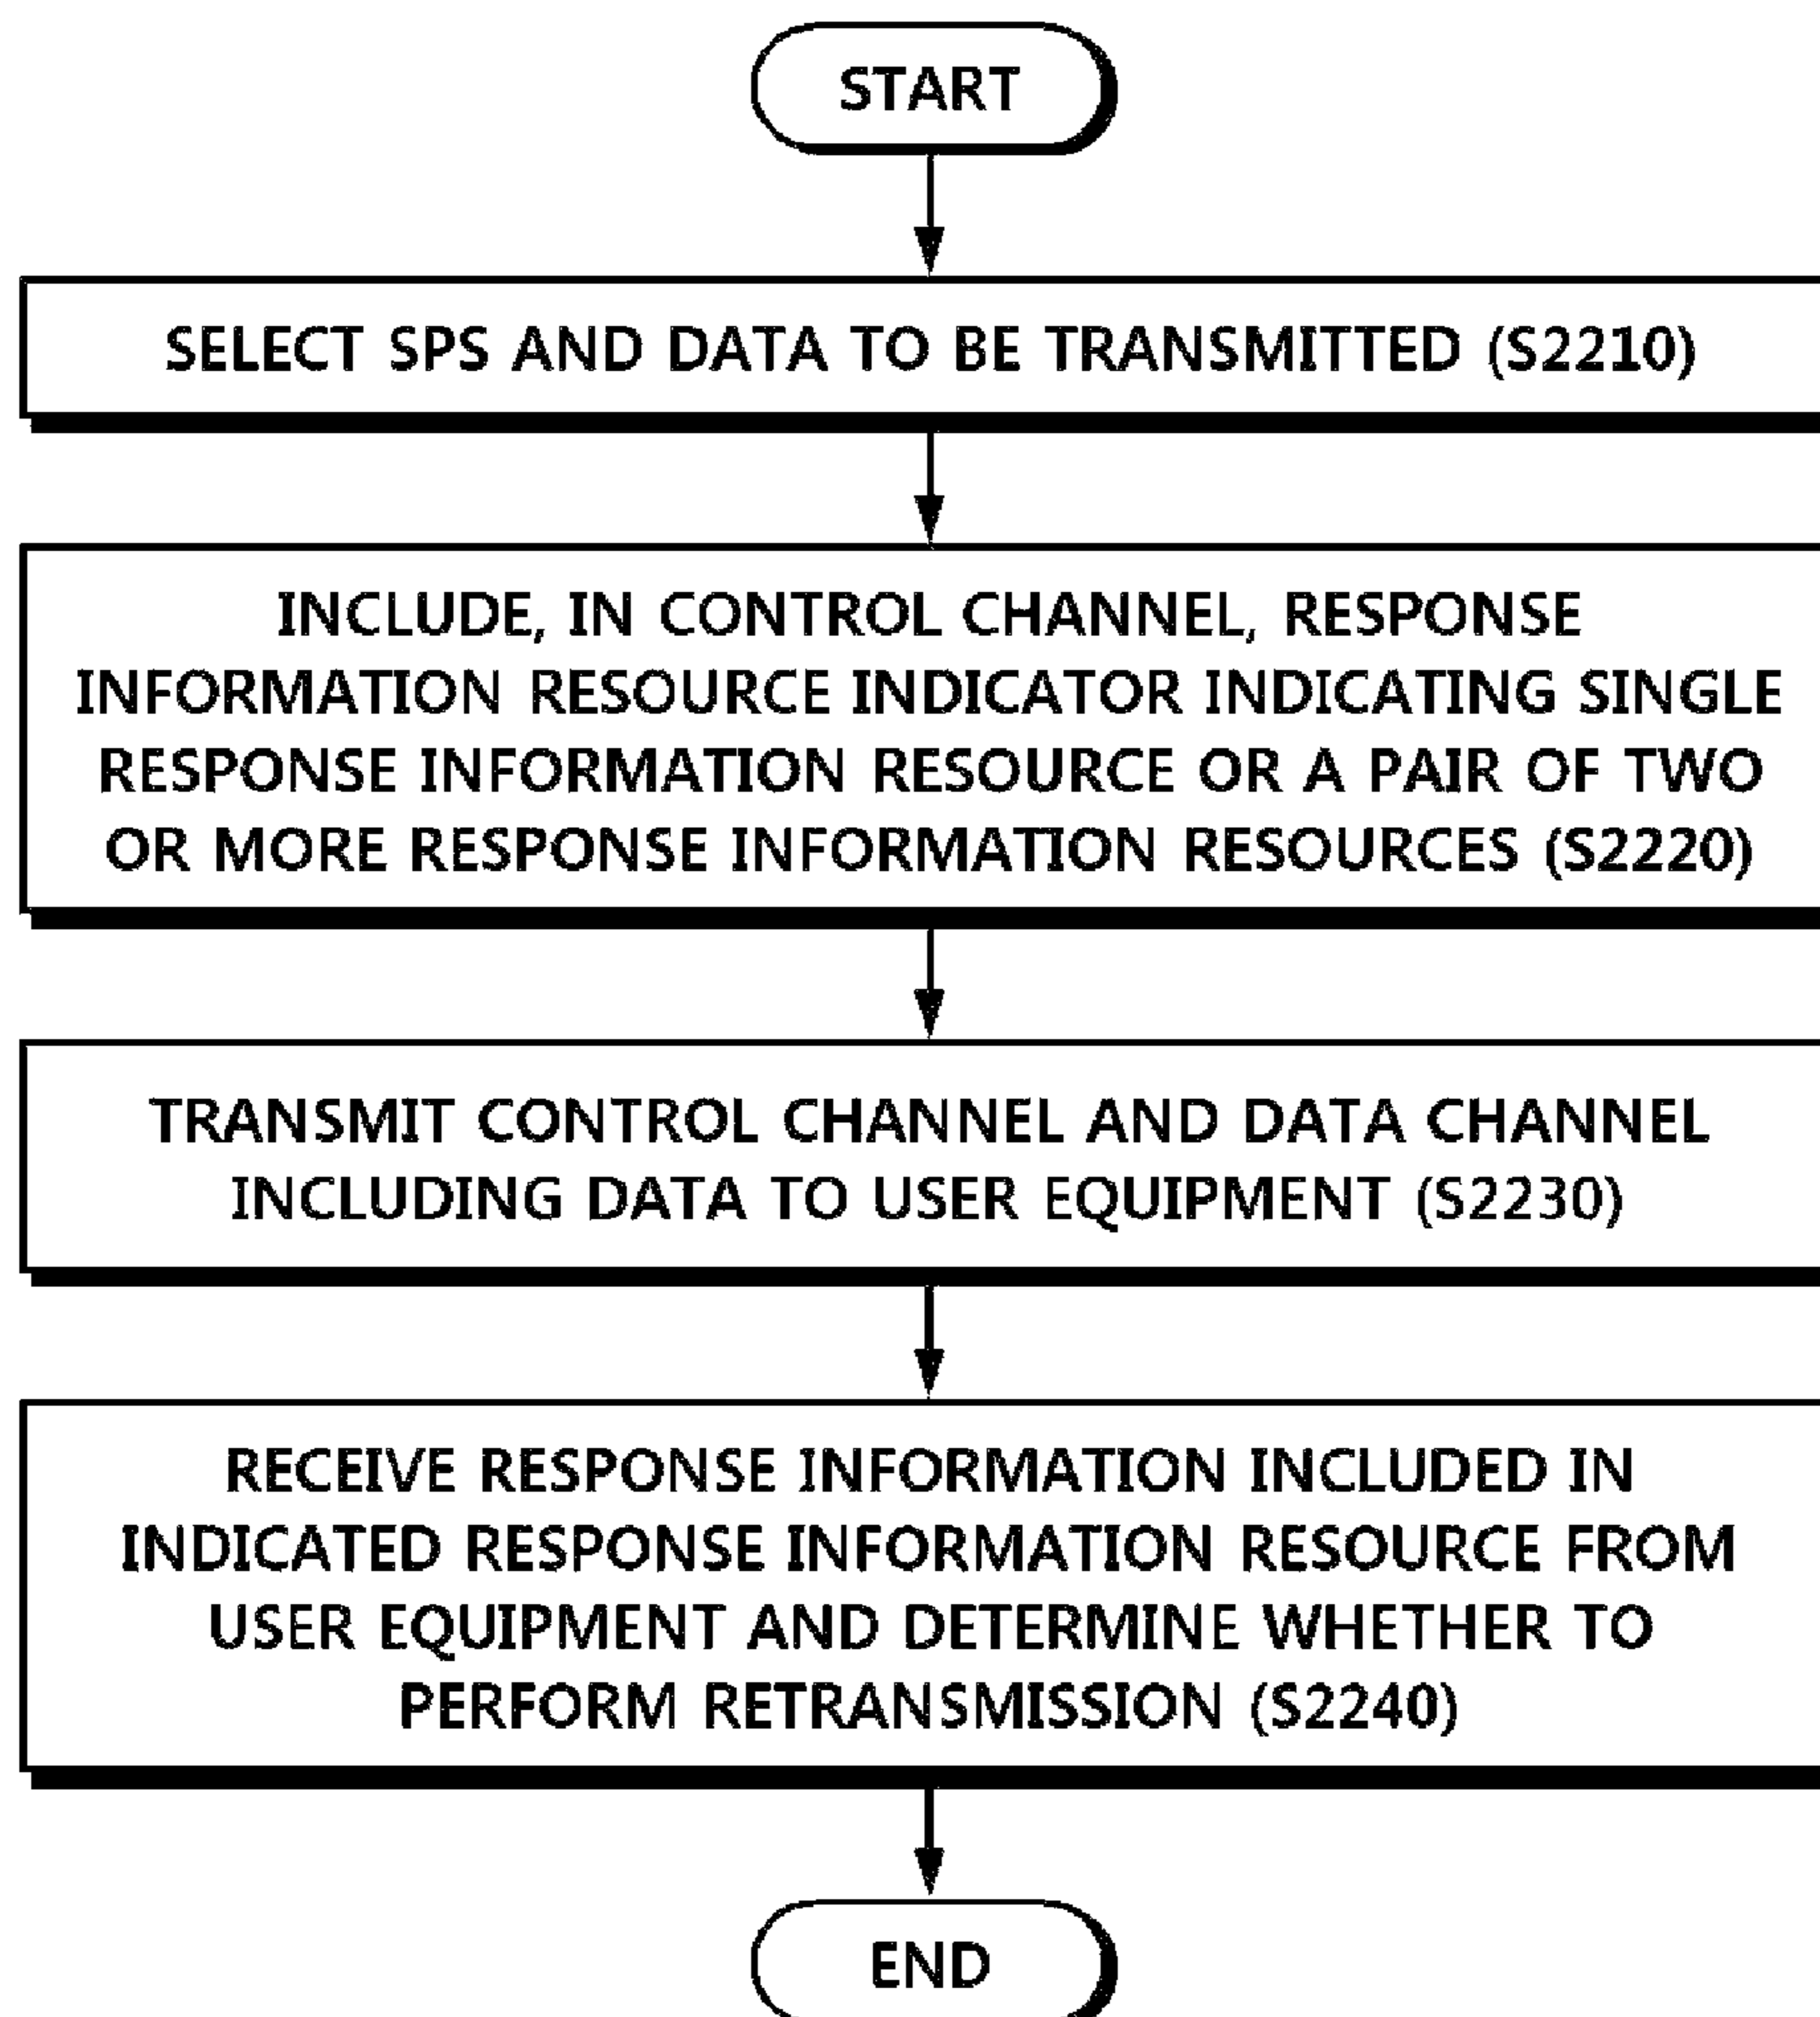 START
SELECT SPS AND DATA TO BE TRANSMITTED (S2210)
INCLUDE, IN CONTROL CHANNEL, RESPONSE
INFORMATION RESOURCE INDICATOR INDICATING SINGLE
RESPONSE INFORMATION RESOURCE OR A PAIR OF TWO
OR MORE RESPONSE INFORMATION RESOURCES (S2220)
TRANSMIT CONTROL CHANNEL AND DATA CHANNEL
INCLUDING DATA TO USER EQUIPMENT (S2230)
RECEIVE RESPONSE INFORMATION INCLUDED IN
INDICATED RESPONSE INFORMATION RESOURCE FROM
USER EQUIPMENT AND DETERMINE WHETHER TO
PERFORM RETRANSMISSION (S2240)
END